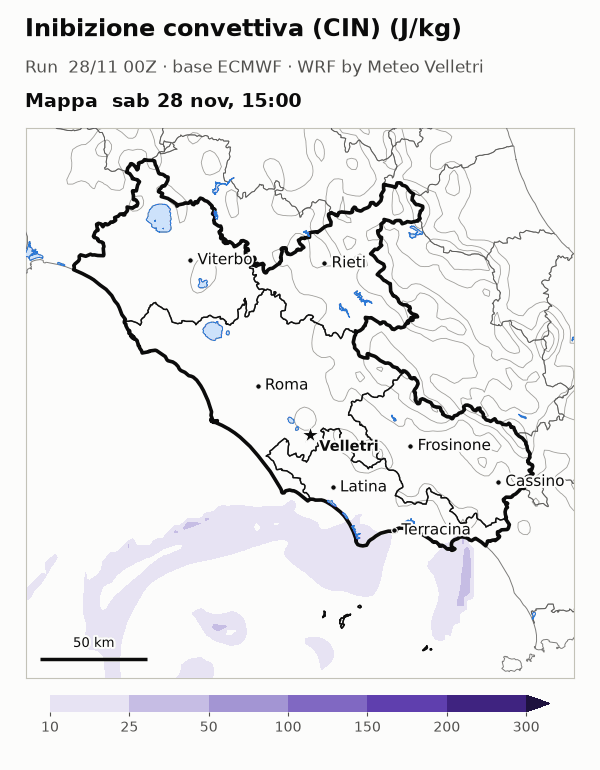 Inibizione convettiva (CIN) (J/kg)
Run 28/11 00Z · base ECMWF · WRF by Meteo Velletri
Mappa sab 28 nov, 15:00
Viterbo
Rieti
Roma
Velletri
Frosinone
Latina
Cassino
Terracina
50 km
10 25 50 100 150 200 300